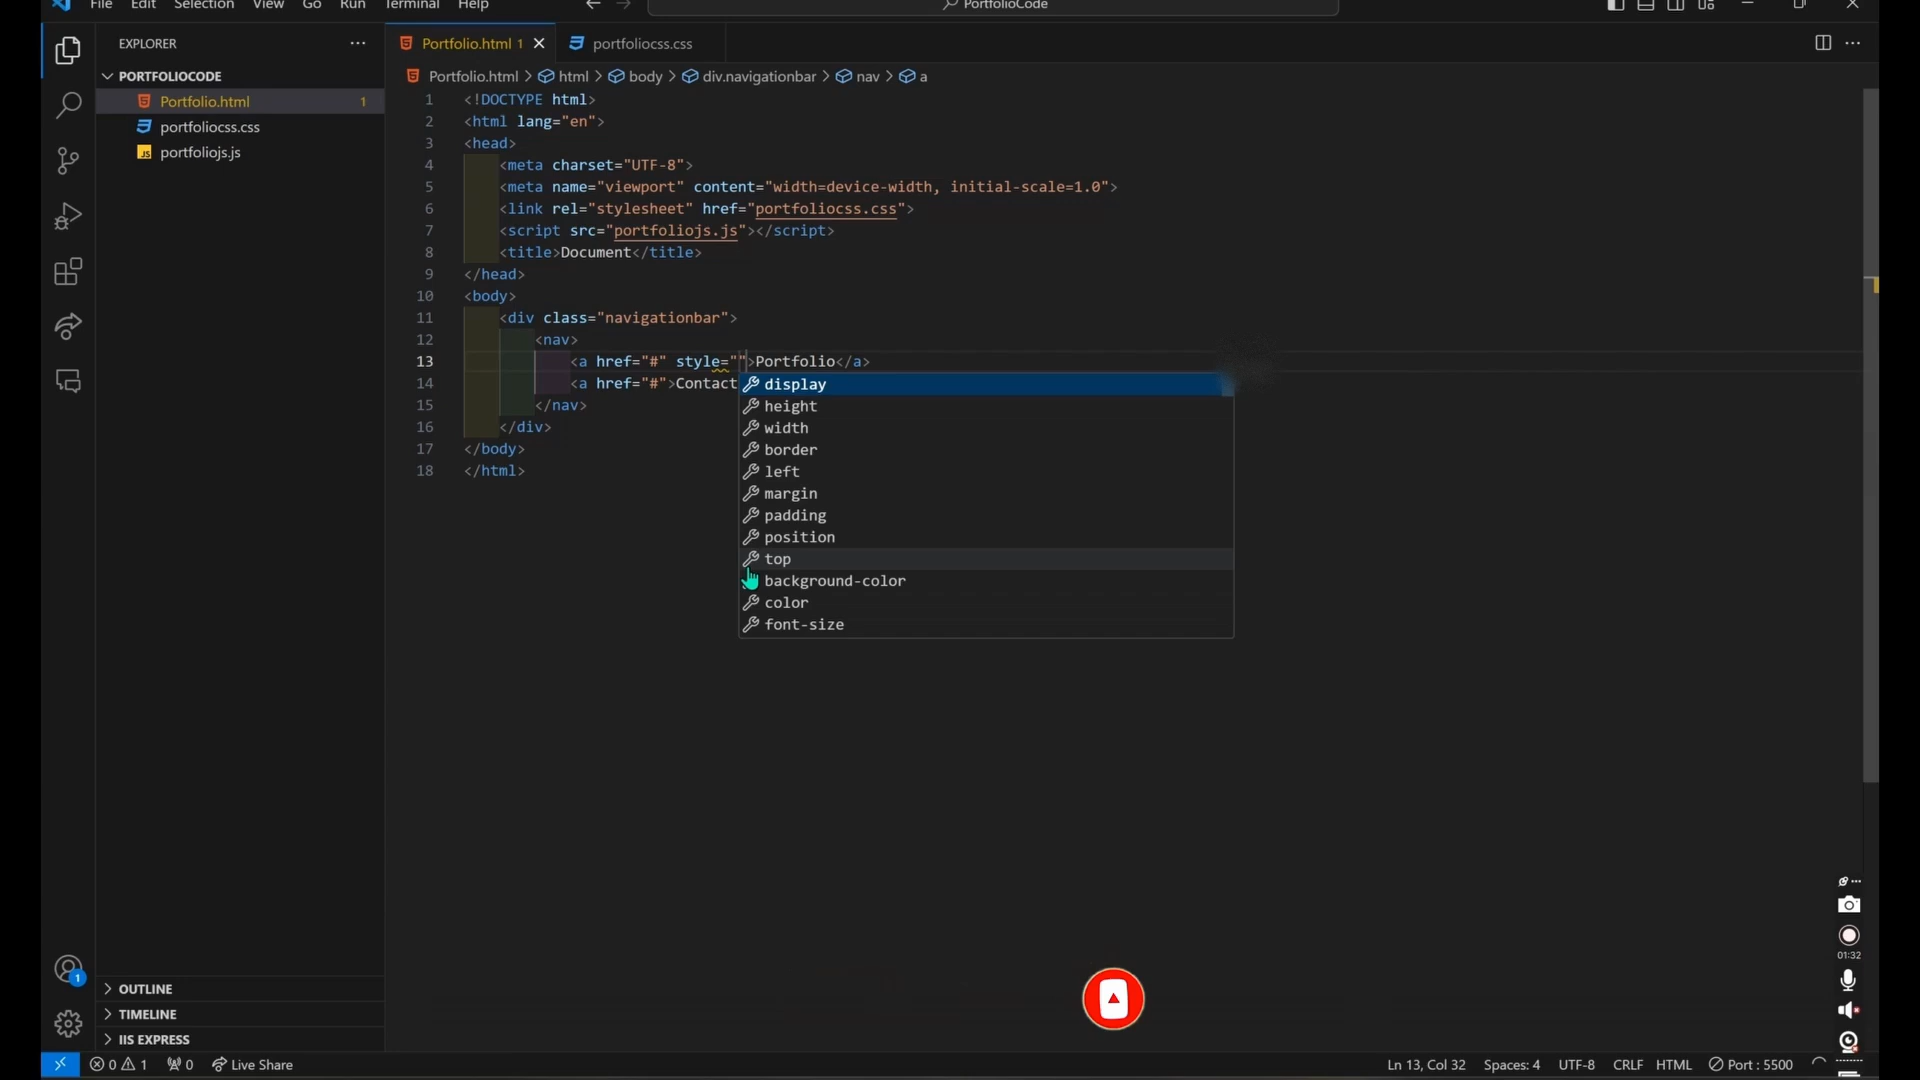 File Edit Selection View Go Run Terminal Help
PortfolioCode
EXPLORER
Portfolio.html 1
portfoliocss.css
PORTFOLIOCODE
Portfolio.html 1
portfoliocss.css
portfoliojs.js
Portfolio.html > html > body > div.navigationbar > nav > a
1 <!DOCTYPE html>
2 <html lang="en">
3 <head>
4 <meta charset="UTF-8">
5 <meta name="viewport" content="width=device-width, initial-scale=1.0">
6 <link rel="stylesheet" href="portfoliocss.css">
7 <script src="portfoliojs.js"></script>
8 <title>Document</title>
9 </head>
10 <body>
11 <div class="navigationbar">
12 <nav>
13 <a href="#" style="">Portfolio</a>
14 <a href="#">Contact
15 </nav>
16 </div>
17 </body>
18 </html>
display
height
width
border
left
margin
padding
position
top
background-color
color
font-size
01:32
1
OUTLINE
TIMELINE
IIS EXPRESS
0 1 0 Live Share
Ln 13, Col 32 Spaces: 4 UTF-8 CRLF HTML Port : 5500